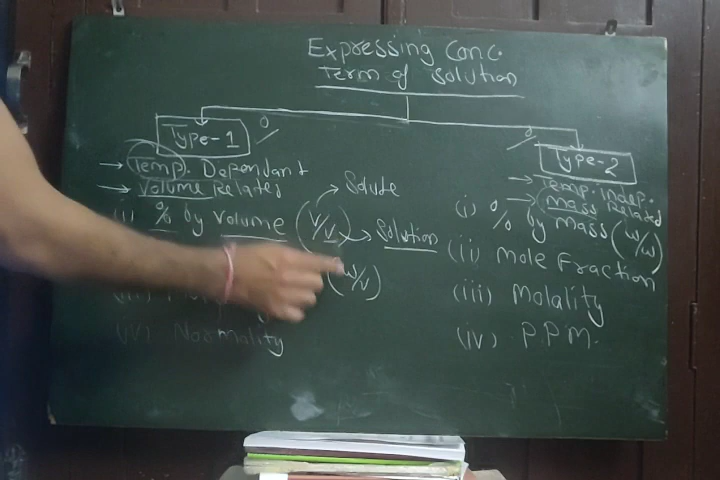 Expressing Conc.
Term of Solution
Type-1 %
→ Temp. Dependant
→ Volume Related
(i) % by Volume (V/V) → Solute → Solution
(W/V)
(iv) Normality
% Type-2
→ Temp. Indep.
→ Mass Related
(i) % by Mass (W/W)
(ii) Mole Fraction
(iii) Molality
(iv) P.P.M.